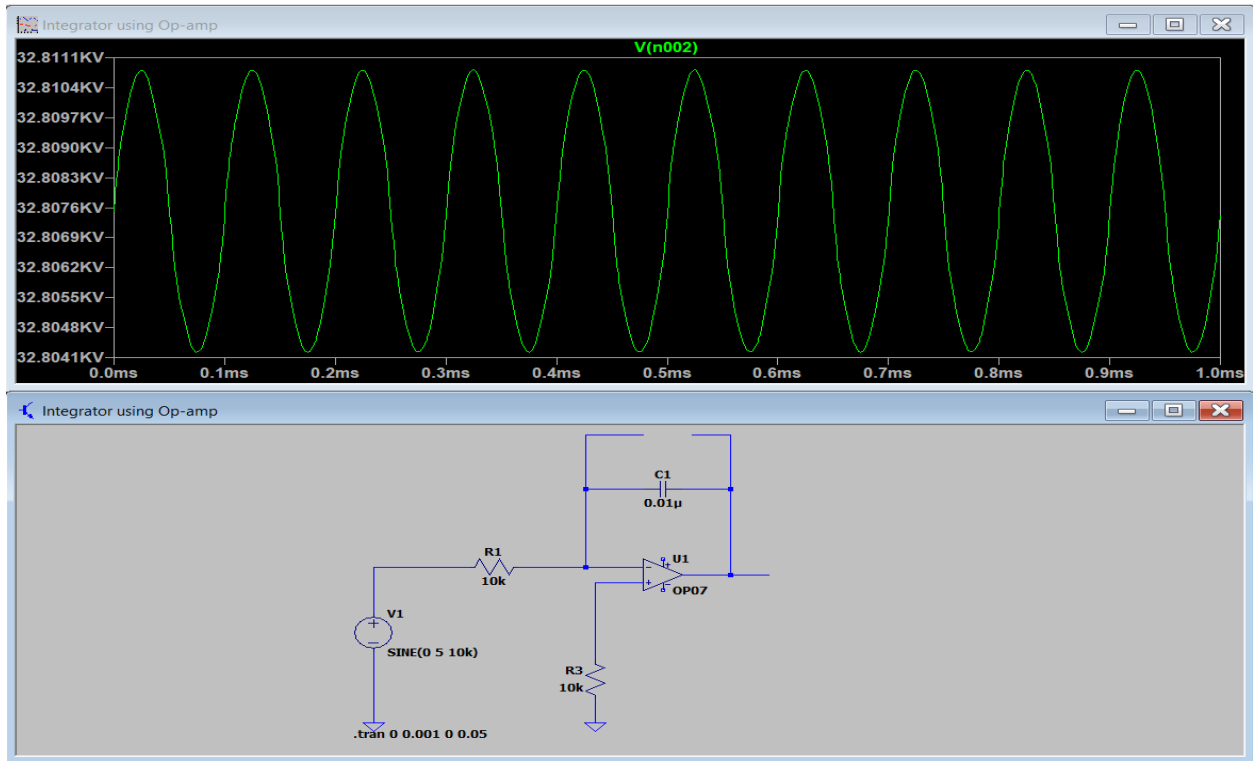 Integrator using Op-amp
V(n002)
32.8111KV
32.8104KV
32.8097KV
32.8090KV
32.8083KV
32.8076KV
32.8069KV
32.8062KV
32.8055KV
32.8048KV
32.8041KV
0.0ms 0.1ms 0.2ms 0.3ms 0.4ms 0.5ms 0.6ms 0.7ms 0.8ms 0.9ms 1.0ms
Integrator using Op-amp
C1
0.01µ
R1
10k
U1
OP07
V1
SINE(0 5 10k)
R3
10k
.tran 0 0.001 0 0.05